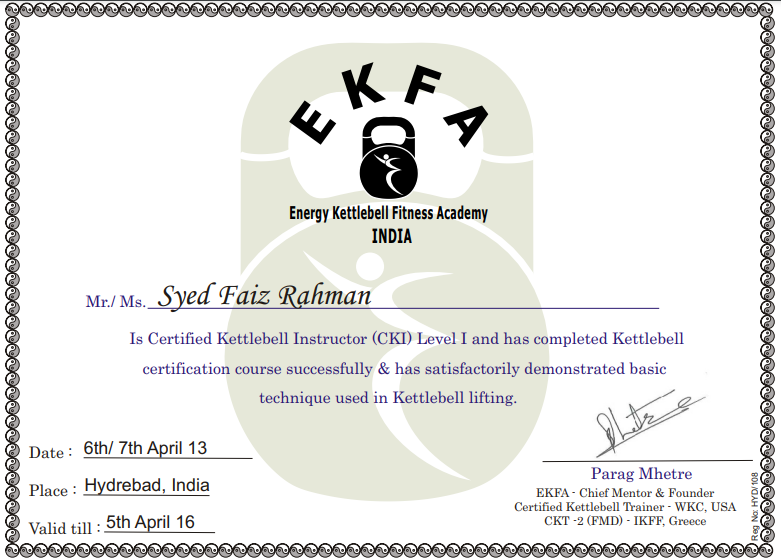 EKFA
Energy Kettlebell Fitness Academy
INDIA
Mr./ Ms. Syed Faiz Rahman
Is Certified Kettlebell Instructor (CKI) Level I and has completed Kettlebell
certification course successfully & has satisfactorily demonstrated basic
technique used in Kettlebell lifting.
Date : 6th/ 7th April 13
Place : Hydrebad, India
Valid till : 5th April 16
Phetre
Parag Mhetre
EKFA - Chief Mentor & Founder
Certified Kettlebell Trainer - WKC, USA
CKT -2 (FMD) - IKFF, Greece
Reg No: HYD/108